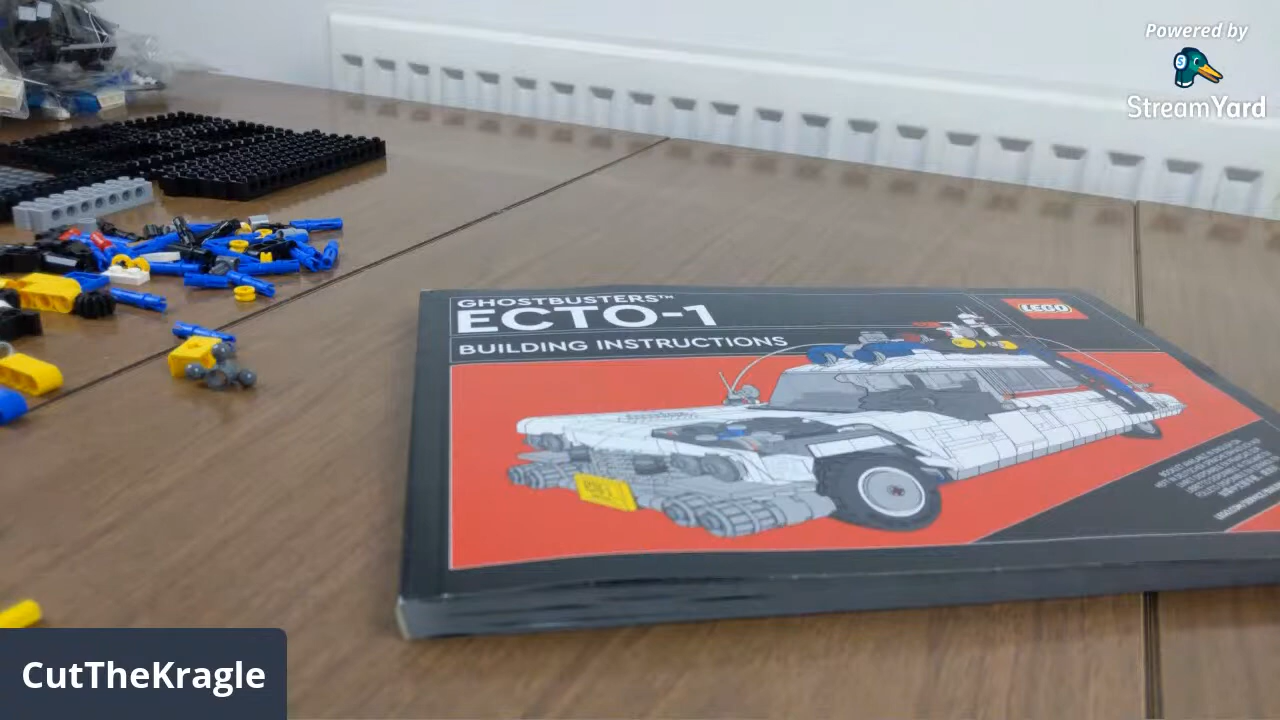 Powered by
StreamYard
GHOSTBUSTERS™
ECTO-1
BUILDING INSTRUCTIONS
LEGO
CutTheKragle